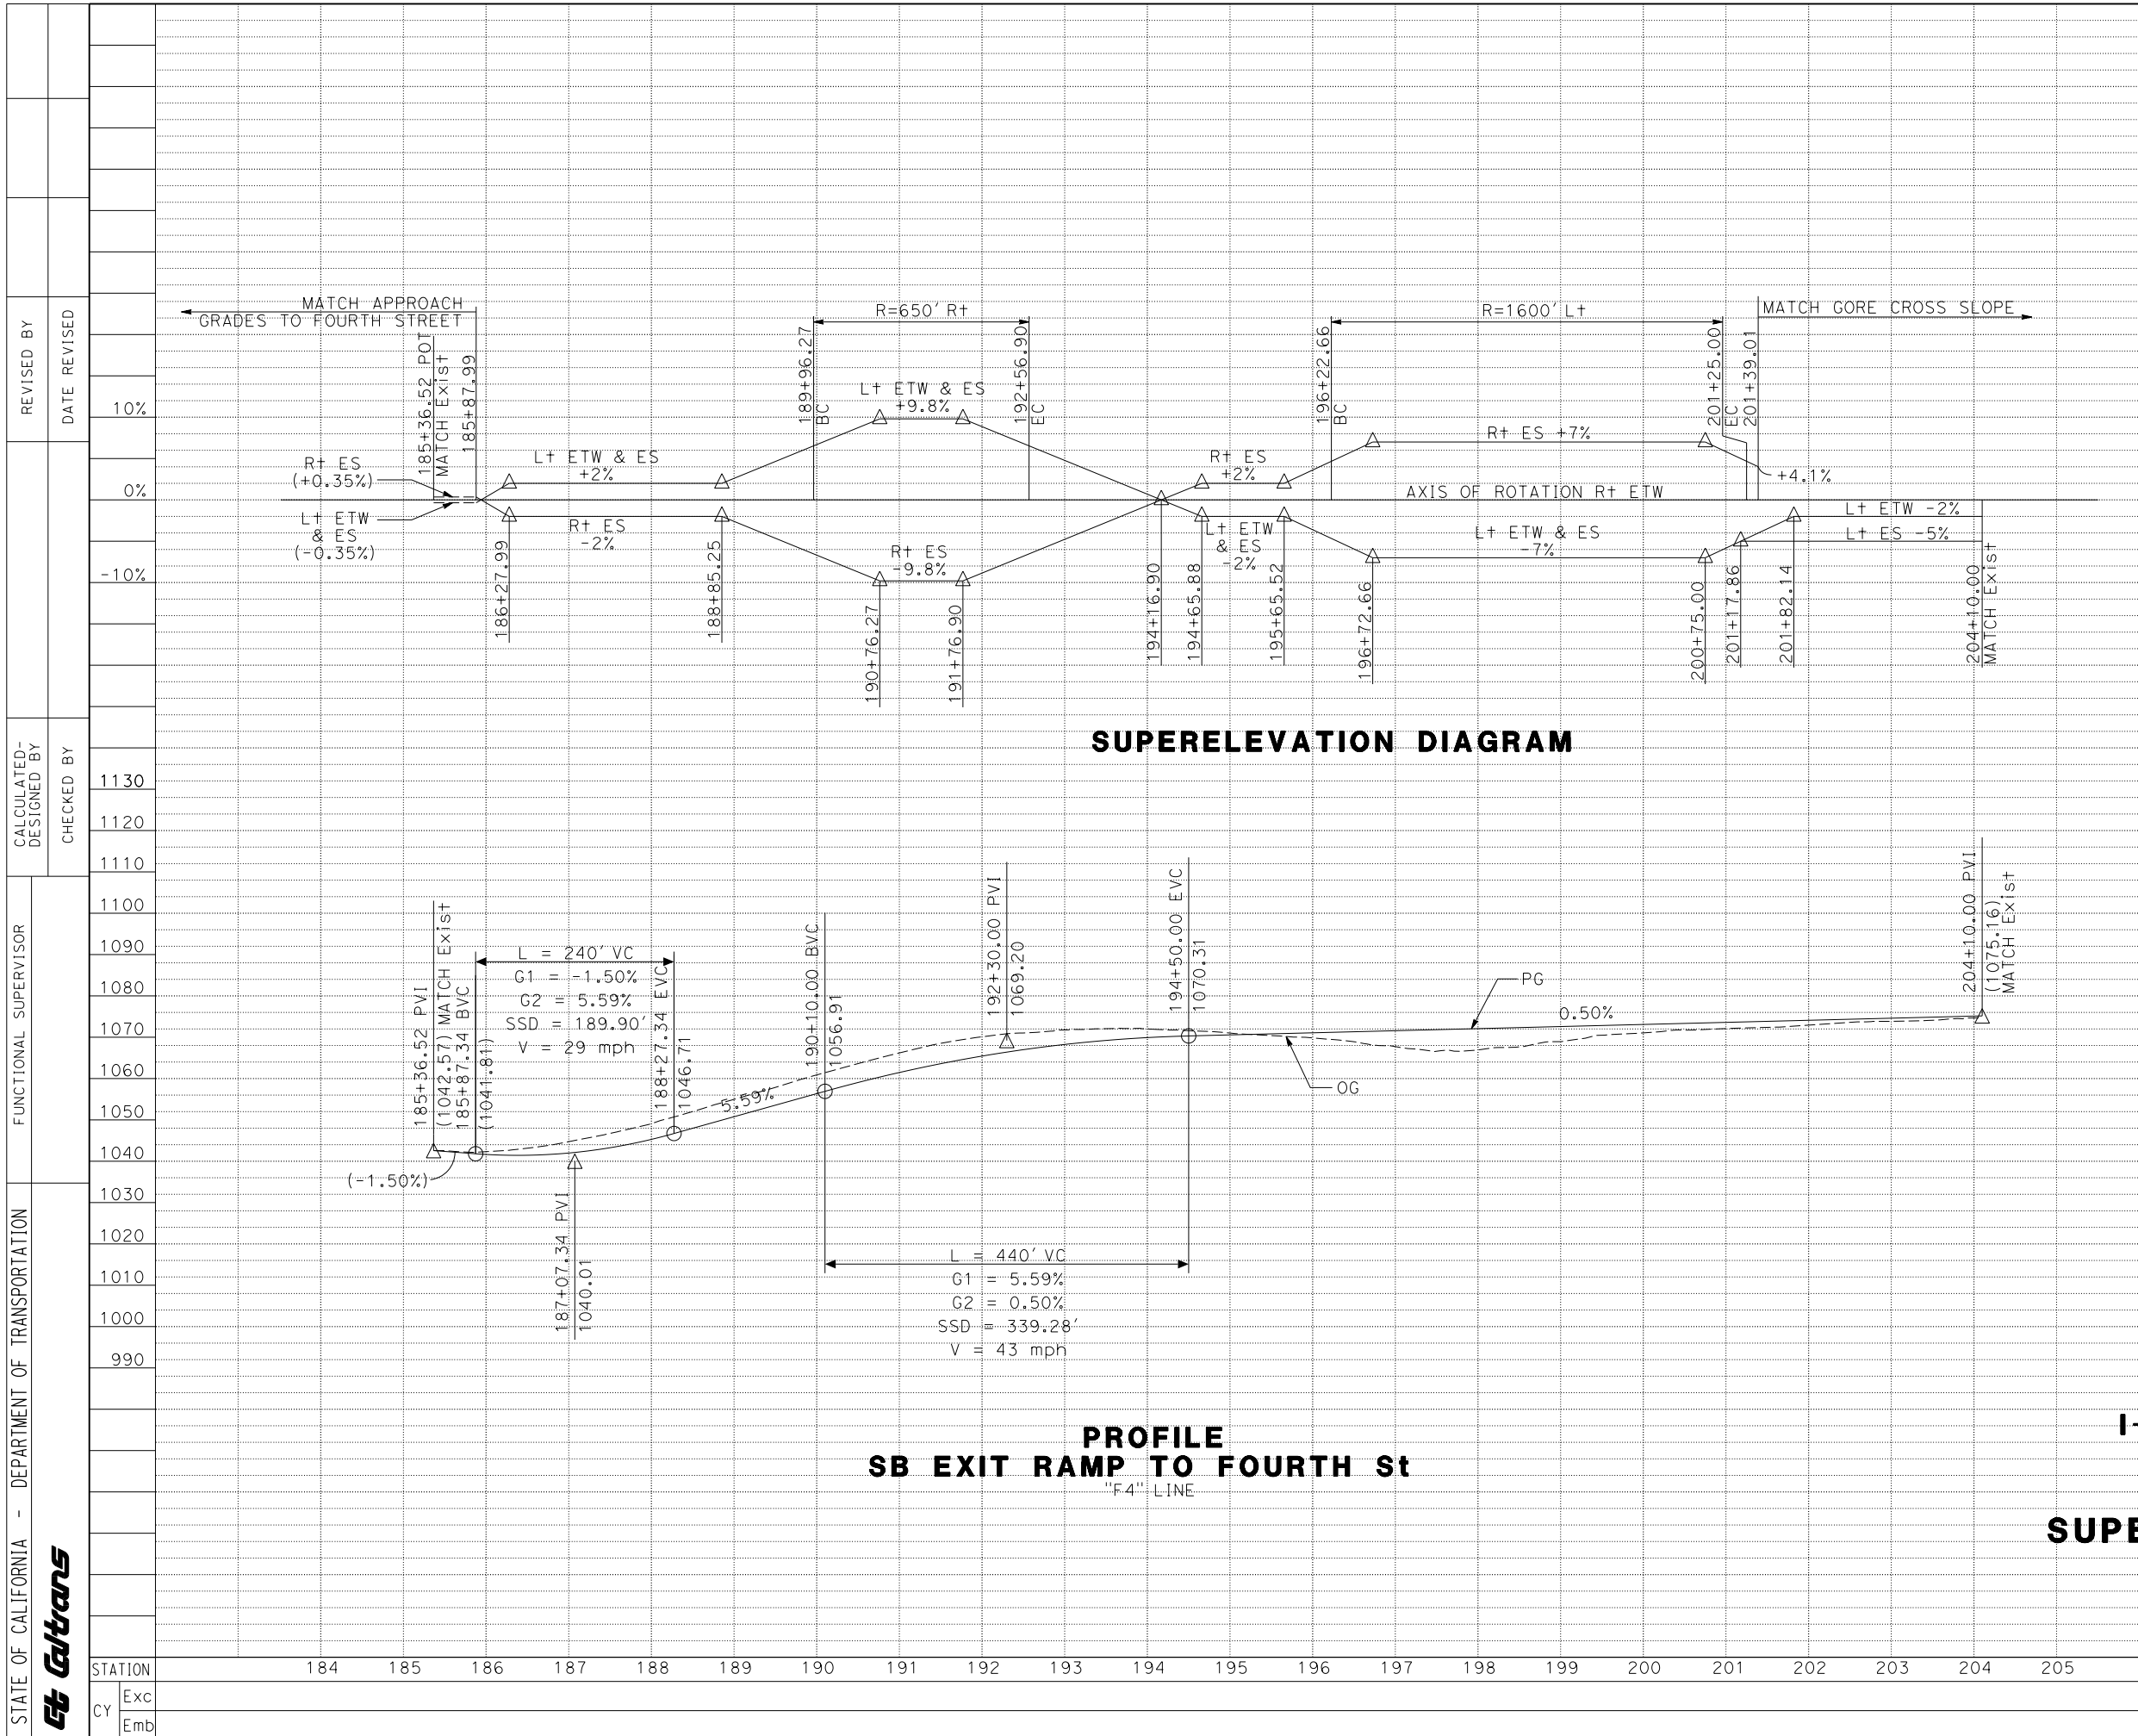 REVISED BY
DATE REVISED
CALCULATED-
DESIGNED BY
CHECKED BY
FUNCTIONAL SUPERVISOR
STATE OF CALIFORNIA - DEPARTMENT OF TRANSPORTATION
Caltrans
10%
0%
-10%
MATCH APPROACH
GRADES TO FOURTH STREET
185+36.52 POT
MATCH Exist
185+87.99
Rt ES
(+0.35%)
Lt ETW
& ES
(-0.35%)
186+27.99
Lt ETW & ES
+2%
Rt ES
-2%
188+85.25
189+96.27
BC
R=650' Rt
Lt ETW & ES
+9.8%
192+56.90
EC
Rt ES
-9.8%
190+76.27
191+76.90
194+16.90
194+65.88
Rt ES
+2%
Lt ETW
& ES
-2%
195+65.52
196+22.66
BC
R=1600' Lt
196+72.66
Rt ES +7%
AXIS OF ROTATION Rt ETW
Lt ETW & ES
-7%
200+75.00
201+25.00
EC
201+39.01
MATCH GORE CROSS SLOPE
+4.1%
Lt ETW -2%
Lt ES -5%
201+17.86
201+82.14
204+10.00
MATCH Exist
SUPERELEVATION DIAGRAM
1130
1120
1110
1100
1090
1080
1070
1060
1050
1040
1030
1020
1010
1000
990
185+36.52 PVI
(1042.57) MATCH Exist
185+87.34 BVC
(1041.81)
L = 240' VC
G1 = -1.50%
G2 = 5.59%
SSD = 189.90'
V = 29 mph
188+27.34 EVC
1046.71
(-1.50%)
187+07.34 PVI
1040.01
5.59%
190+10.00 BVC
1056.91
192+30.00 PVI
1069.20
194+50.00 EVC
1070.31
L = 440' VC
G1 = 5.59%
G2 = 0.50%
SSD = 339.28'
V = 43 mph
PG
OG
0.50%
204+10.00 PVI
(1075.16)
MATCH Exist
PROFILE
SB EXIT RAMP TO FOURTH St
"F4" LINE
I-
SUPE
STATION
184 185 186 187 188 189 190 191 192 193 194 195 196 197 198 199 200 201 202 203 204 205
CY
Exc
Emb